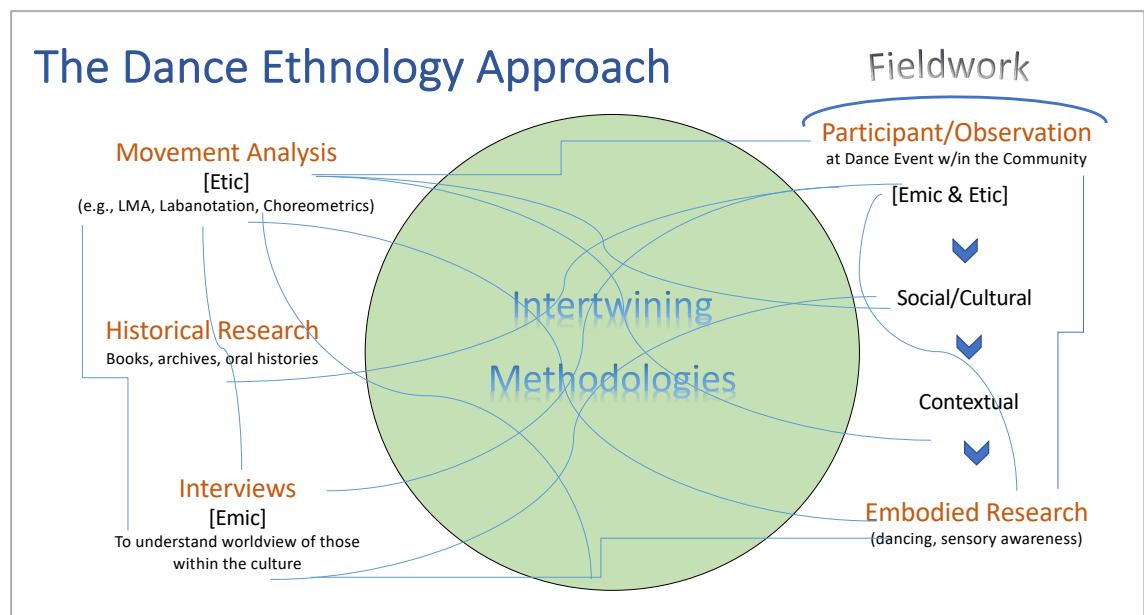 The Dance Ethnology Approach
Fieldwork
Movement Analysis
[Etic]
(e.g., LMA, Labanotation, Choreometrics)
Historical Research
Books, archives, oral histories
Interviews
[Emic]
To understand worldview of those
within the culture
Intertwining
Methodologies
Participant/Observation
at Dance Event w/in the Community
[Emic & Etic]
Social/Cultural
Contextual
Embodied Research
(dancing, sensory awareness)